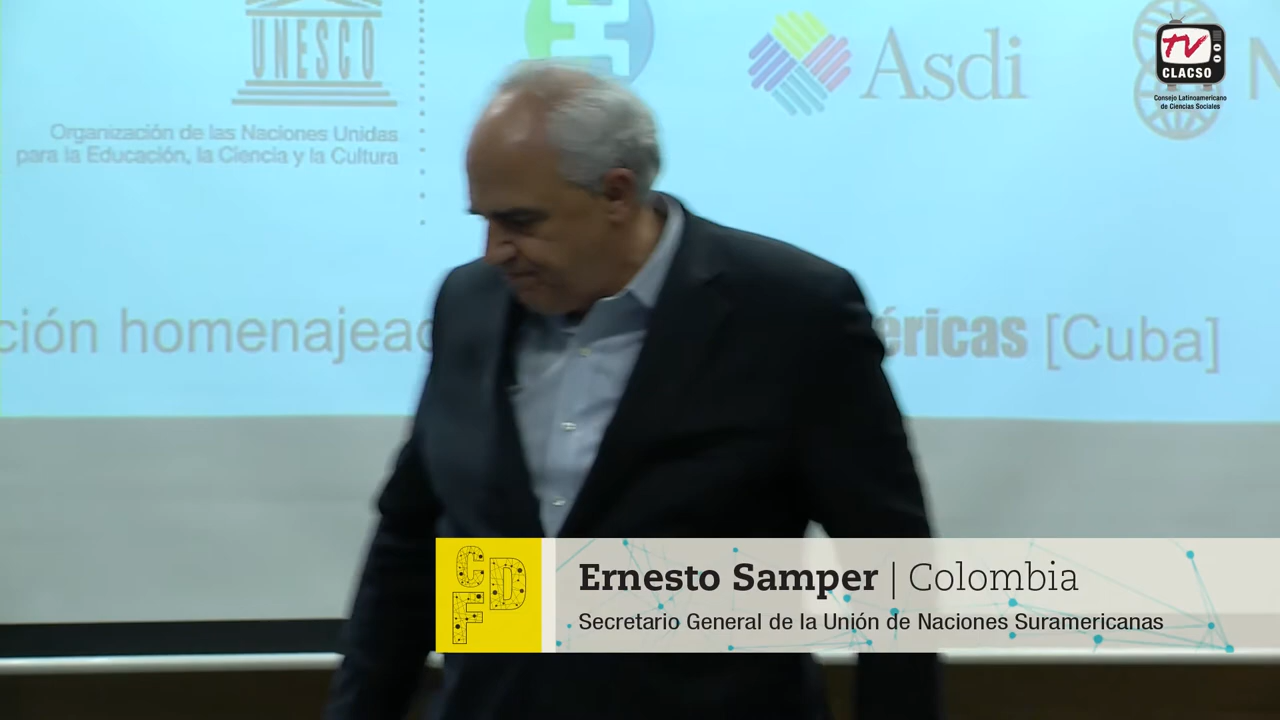 UNESCO
Organización de las Naciones Unidas
para la Educación, la Ciencia y la Cultura
Asdi
N
TV
CLACSO
Consejo Latinoamericano
de Ciencias Sociales
ción homenajead éricas [Cuba]
CDF
Ernesto Samper | Colombia
Secretario General de la Unión de Naciones Suramericanas